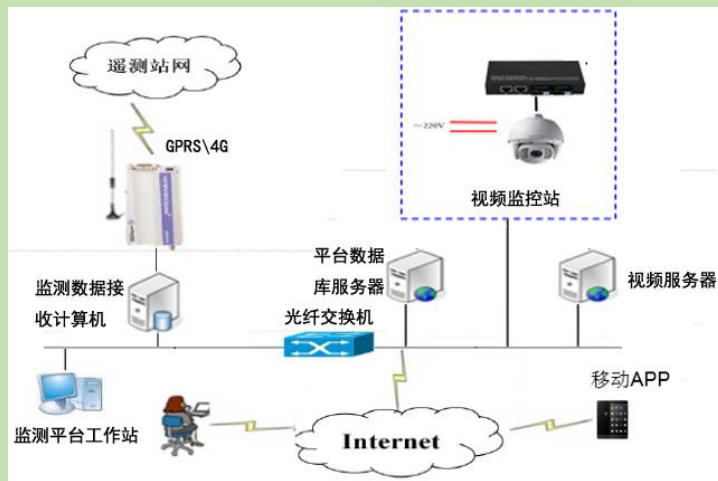 遥测站网
GPRS\4G
～220V
视频监控站
监测数据接
收计算机
平台数据
库服务器
光纤交换机
视频服务器
监测平台工作站
Internet
移动APP